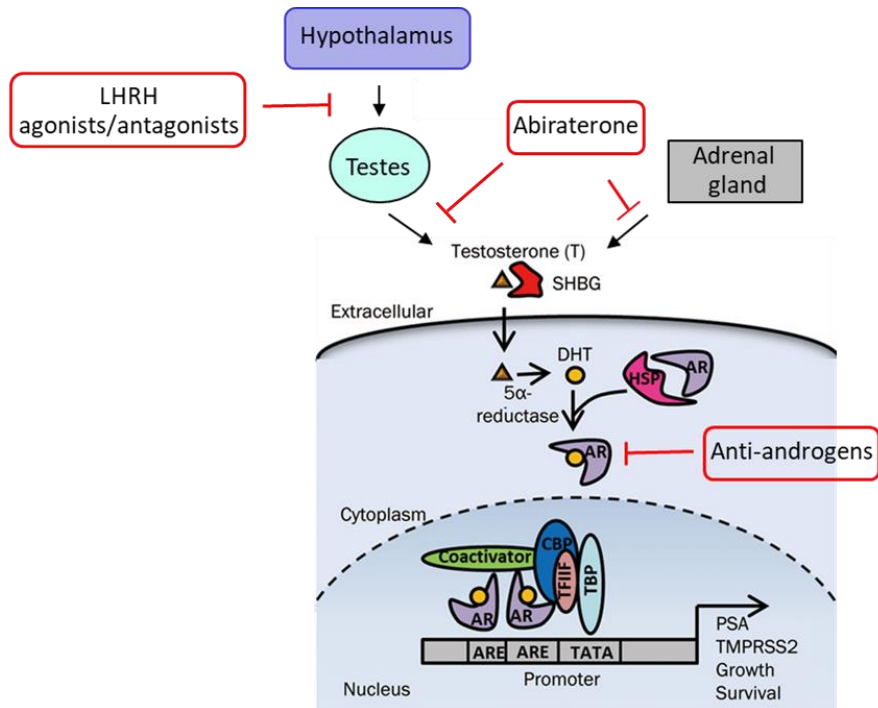 Hypothalamus
LHRH
agonists/antagonists
Abiraterone
Testes
Adrenal
gland
Testosterone (T)
SHBG
Extracellular
DHT
5α-
reductase
HSP
AR
AR
Anti-androgens
Cytoplasm
Coactivator
CBP
TFIIF
TBP
AR
AR
ARE
ARE
TATA
Promoter
Nucleus
PSA
TMPRSS2
Growth
Survival